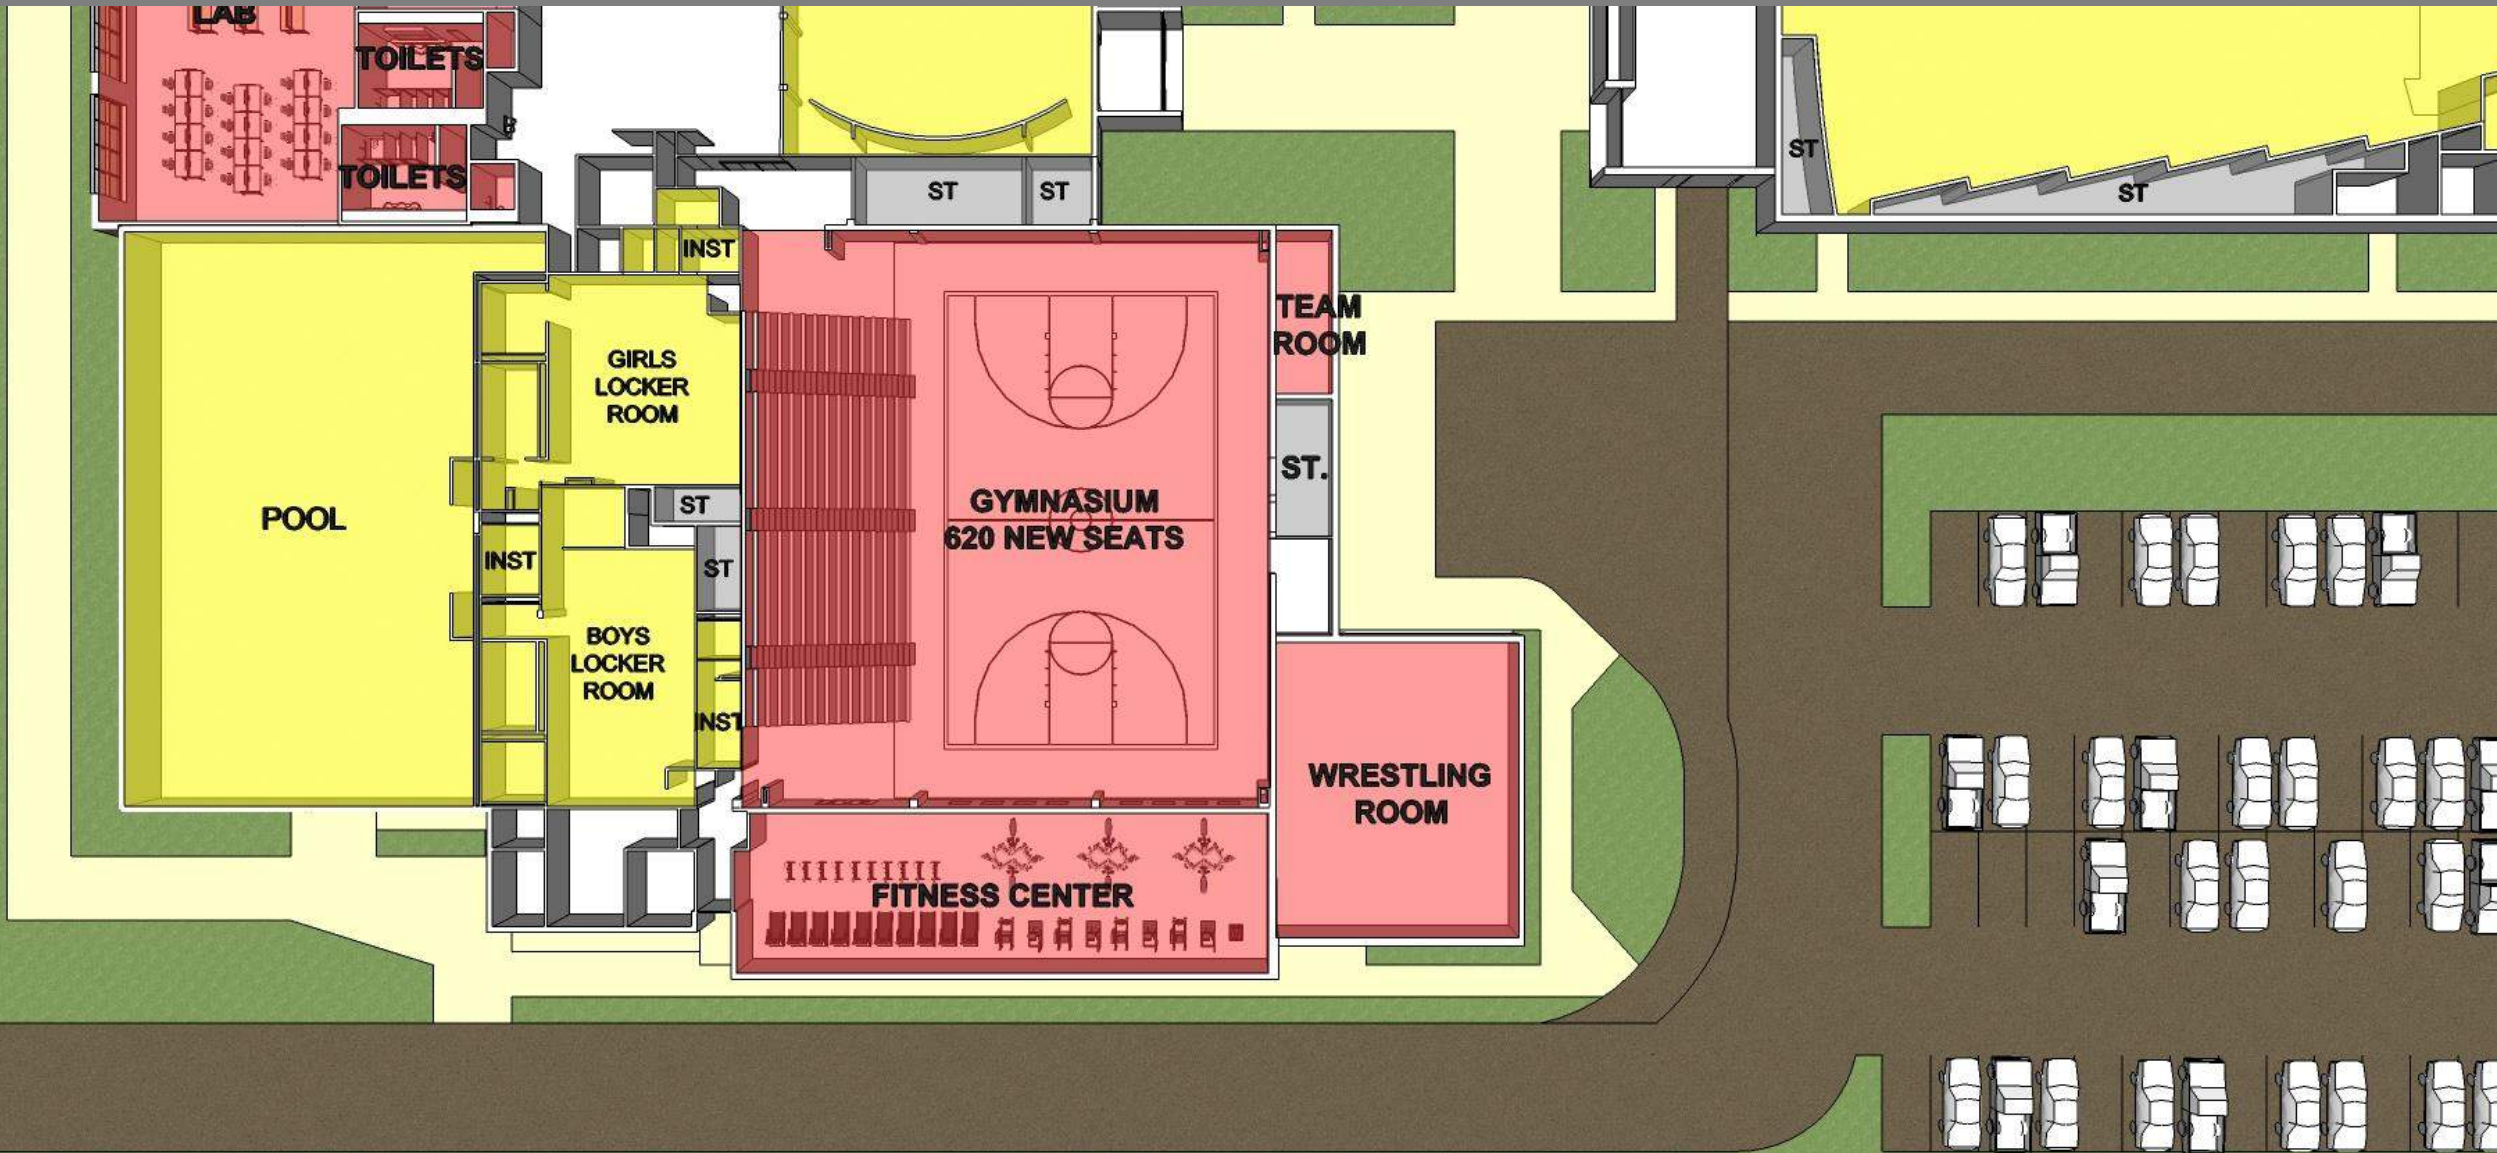 LAB
TOILETS
TOILETS
ST
ST
ST
ST
INST
TEAM
ROOM
GIRLS
LOCKER
ROOM
ST.
POOL
ST
GYMNASIUM
620 NEW SEATS
INST
ST
BOYS
LOCKER
ROOM
INST
WRESTLING
ROOM
FITNESS CENTER